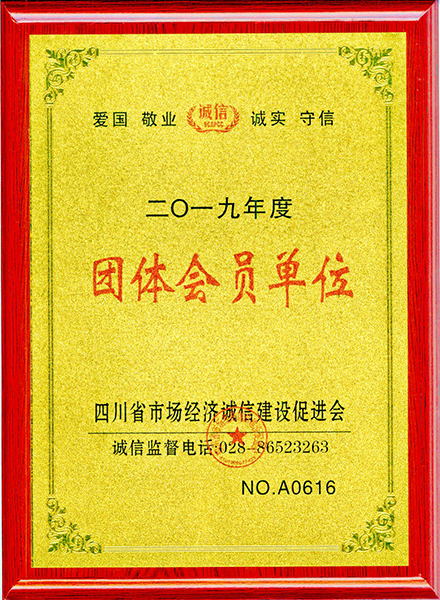 爱国 敬业 诚信 诚实 守信
二〇一九年度
团体会员单位
四川省市场经济诚信建设促进会
诚信监督电话:028--86523263
NO.A0616